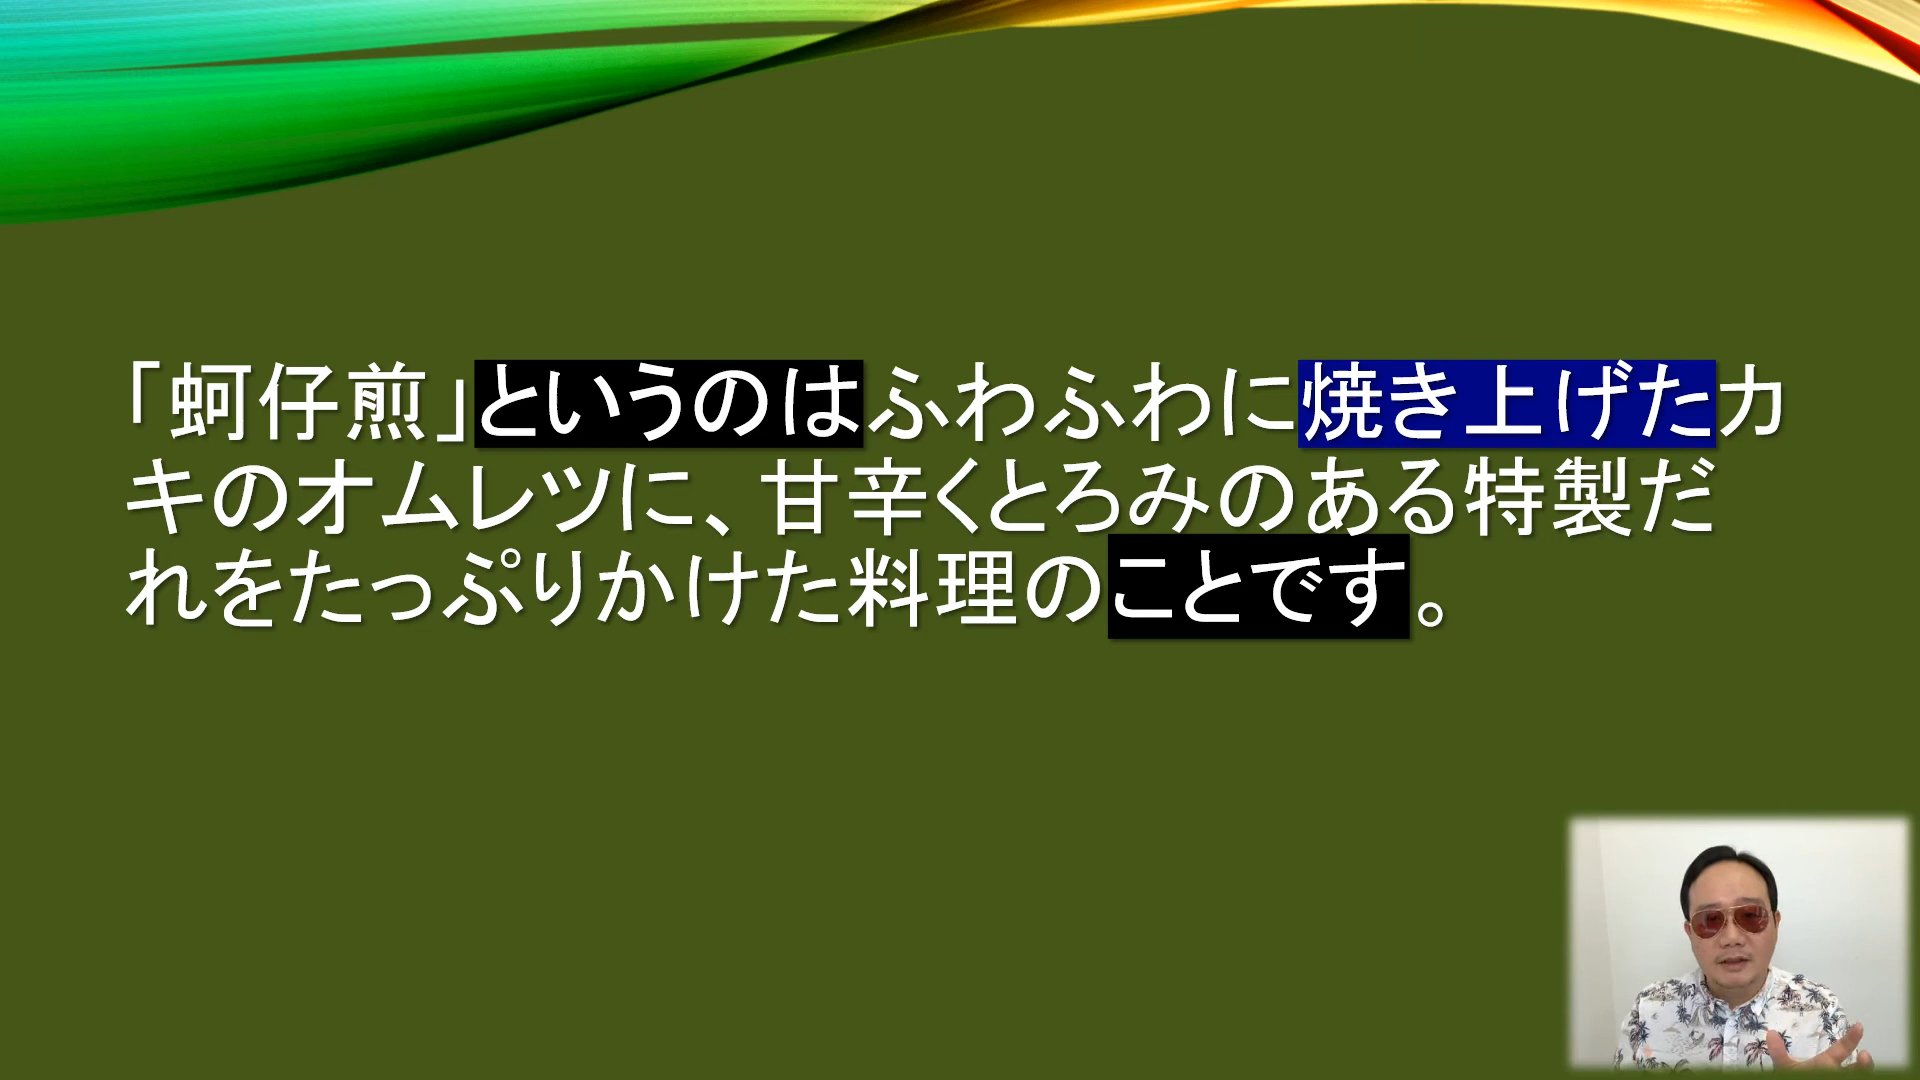 「蚵仔煎」というのはふわふわに焼き上げたカ
キのオムレツに、甘辛くとろみのある特製だ
れをたっぷりかけた料理のことです。